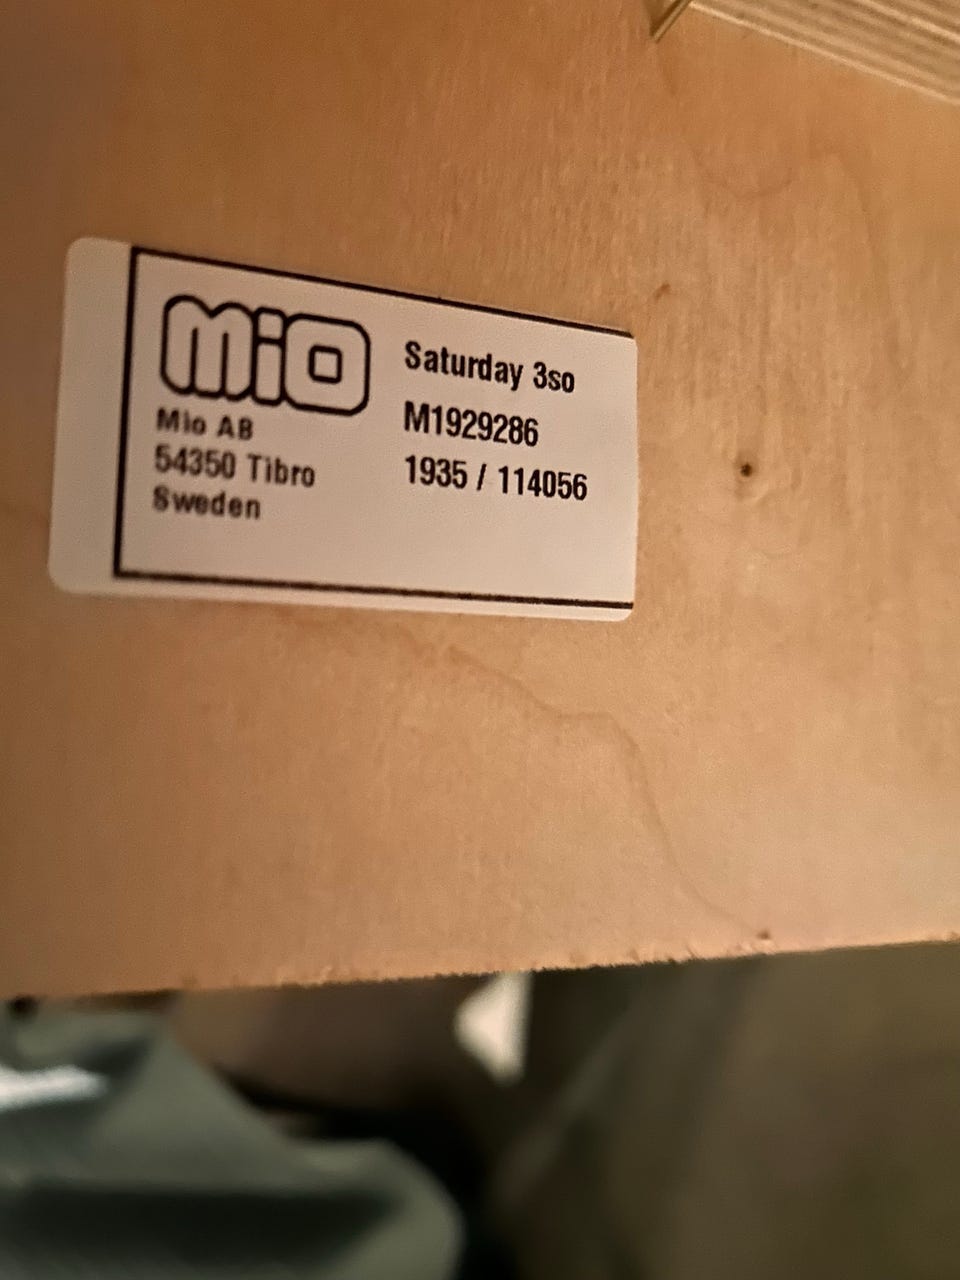 mio
Mio AB
54350 Tibro
Sweden
Saturday 3so
M1929286
1935 / 114056